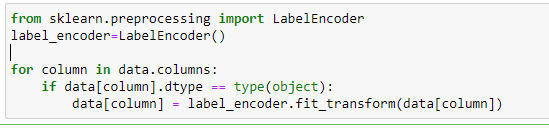 from sklearn.preprocessing import LabelEncoder
label_encoder=LabelEncoder()

for column in data.columns:
    if data[column].dtype == type(object):
        data[column] = label_encoder.fit_transform(data[column])